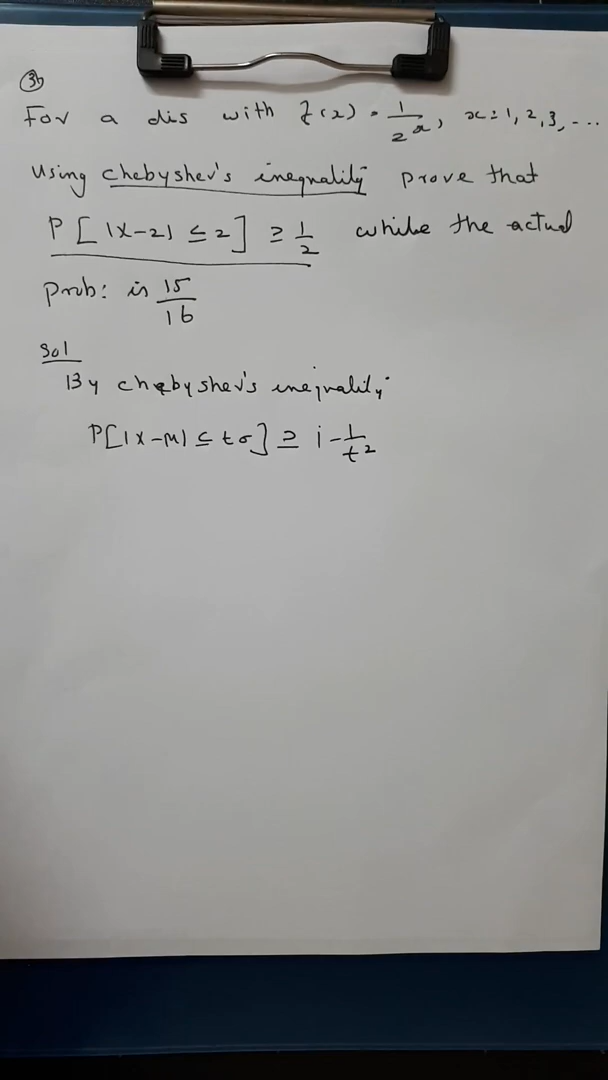 3)
For a dis with f(x) = 1/2^x, x = 1, 2, 3, ...
Using chebyshev's inequality prove that
P[|X-2| ≤ 2] ≥ 1/2 while the actual
prob: is 15/16
Sol
By chebyshev's inequality
P[|X-μ| ≤ tσ] ≥ 1 - 1/t²